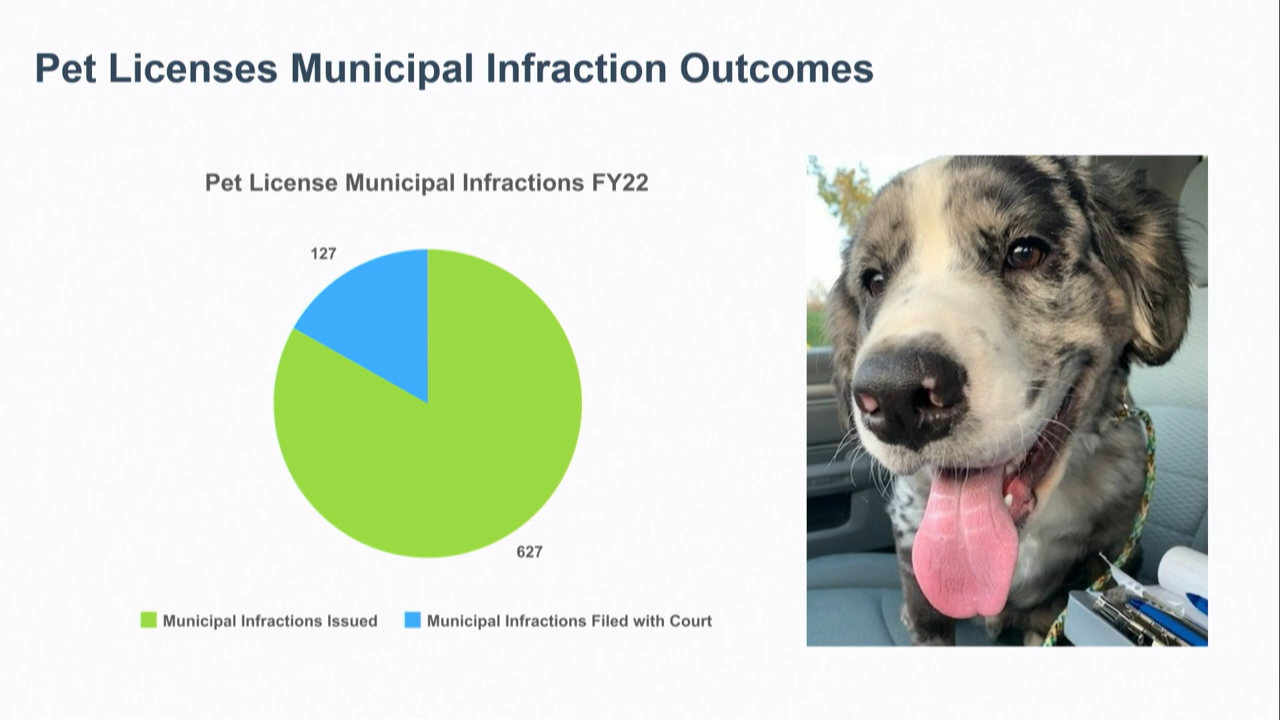 Pet Licenses Municipal Infraction Outcomes
Pet License Municipal Infractions FY22
127
627
Municipal Infractions Issued
Municipal Infractions Filed with Court